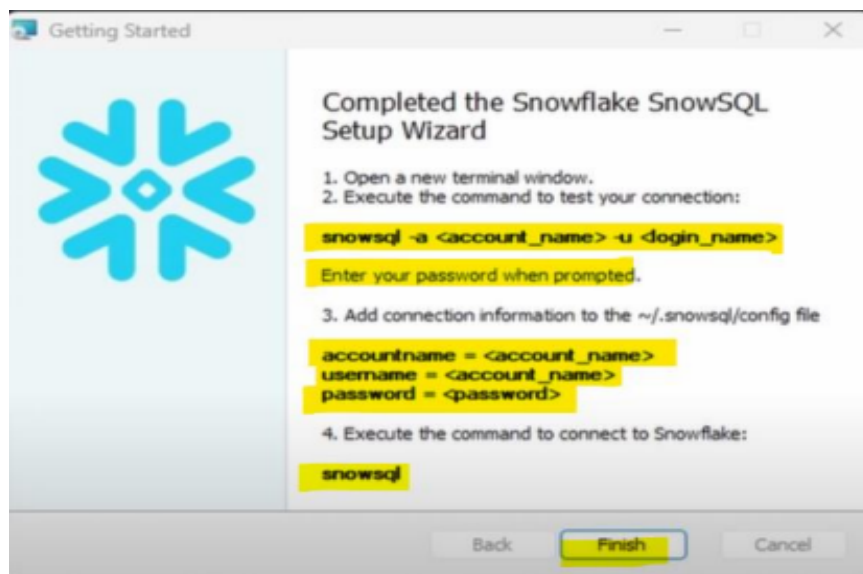 Getting Started
Completed the Snowflake SnowSQL
Setup Wizard
1. Open a new terminal window.
2. Execute the command to test your connection:
snowsql -a <account_name> -u <login_name>
Enter your password when prompted.
3. Add connection information to the ~/.snowsql/config file
accountname = <account_name>
username = <account_name>
password = <password>
4. Execute the command to connect to Snowflake:
snowsql
Back Finish Cancel